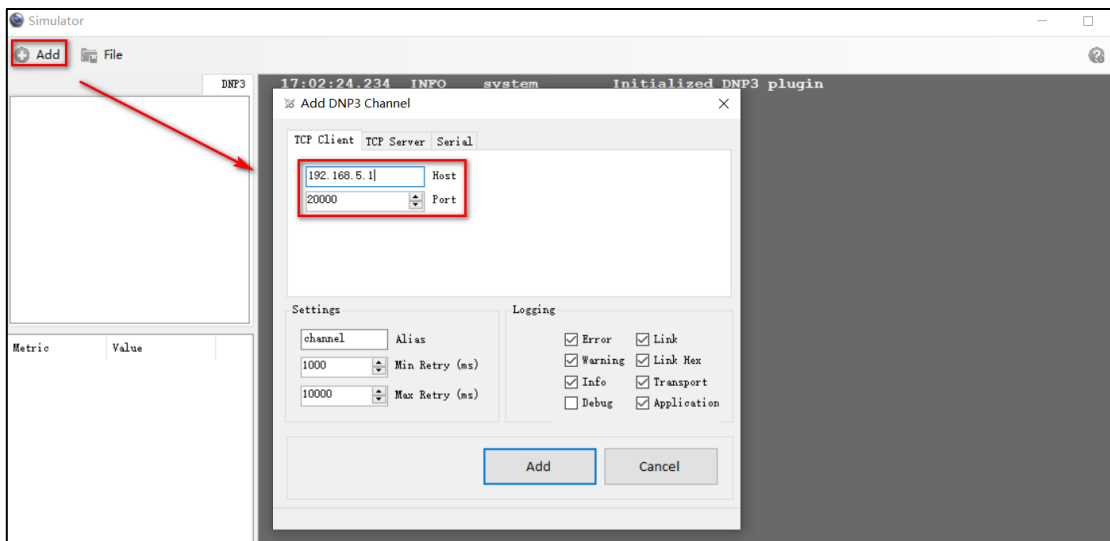 Simulator
Add File
DNP3
17:02:24.234 INFO system Initialized DNP3 plugin
Add DNP3 Channel
TCP Client TCP Server Serial
192.168.5.1 Host
20000 Port
Settings
channel Alias
1000 Min Retry (ms)
10000 Max Retry (ms)
Logging
Error Link
Warning Link Hex
Info Transport
Debug Application
Metric Value
Add Cancel